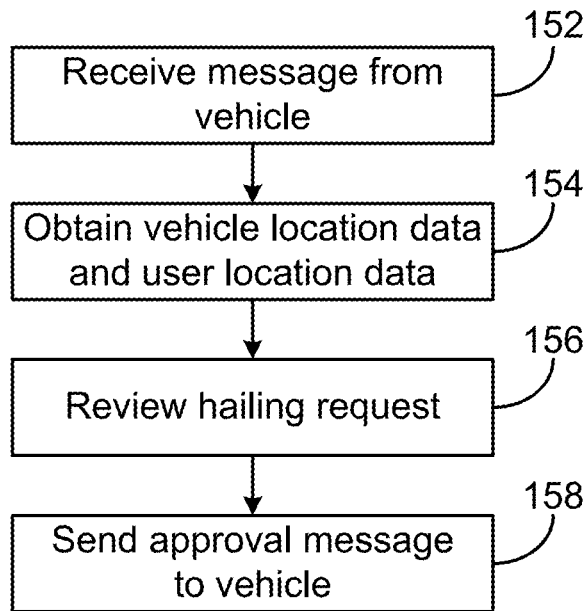 152
Receive message from
vehicle
154
Obtain vehicle location data
and user location data
156
Review hailing request
158
Send approval message
to vehicle